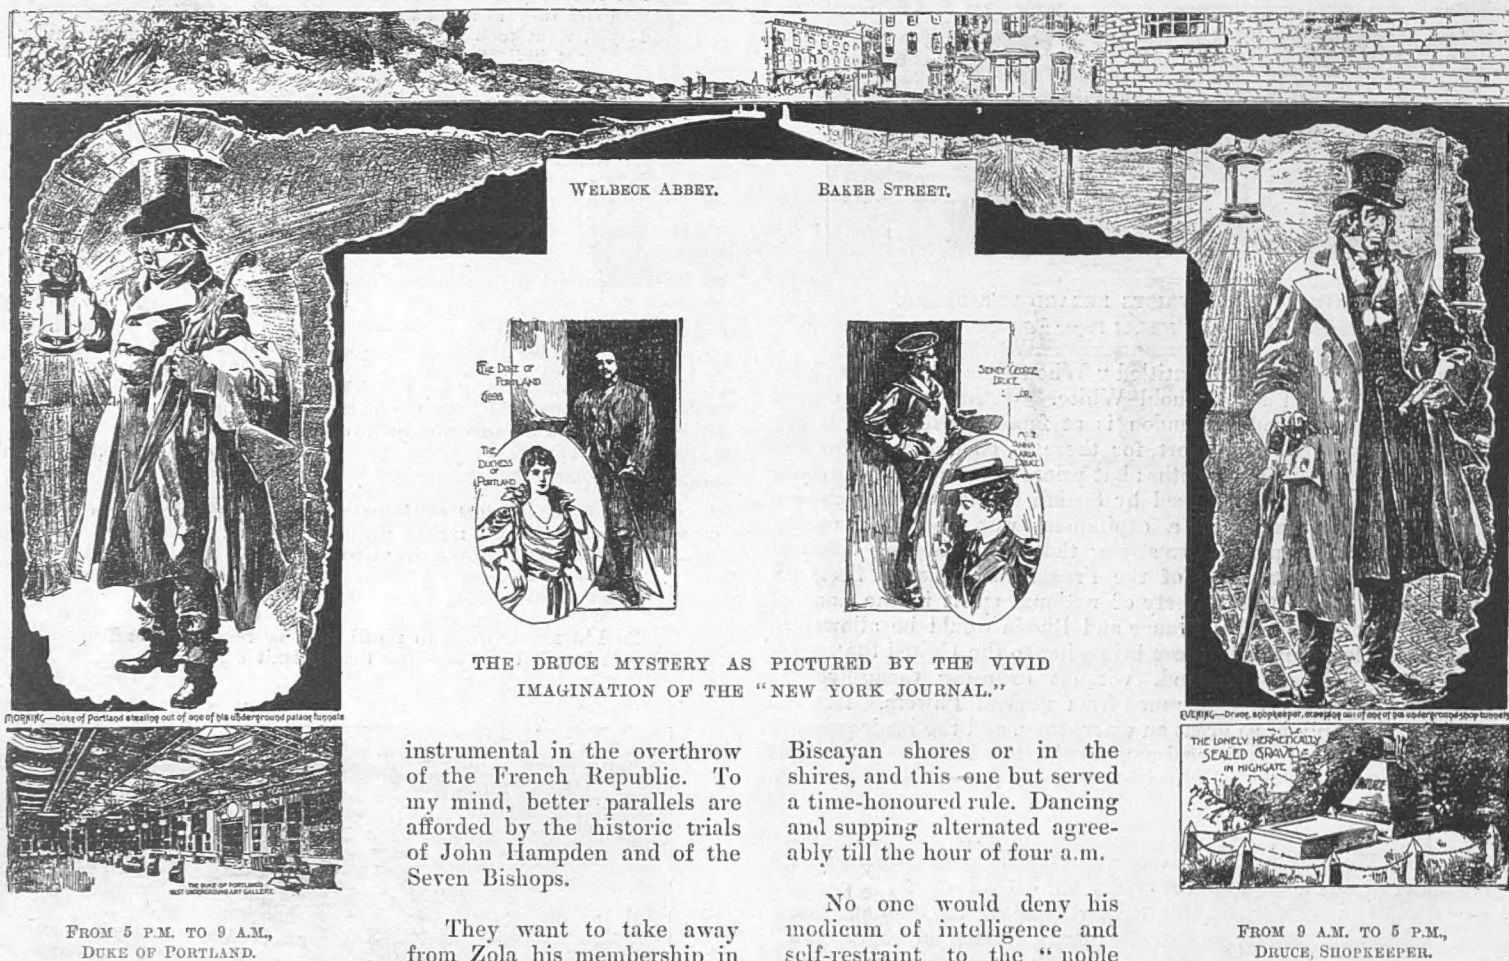 WELBECK ABBEY.
BAKER STREET.
THE DUKE OF
PORTLAND
1898
THE
DUCHESS
OF
PORTLAND
SIDNEY GEORGE
DRUCE.
ANNA
MARIA
DRUCE
THE DRUCE MYSTERY AS PICTURED BY THE VIVID
IMAGINATION OF THE "NEW YORK JOURNAL."
MORNING—Duke of Portland stealing out of one of his underground palace tunnels
THE DUKE OF PORTLAND'S
VAST UNDERGROUND ART GALLERY.
FROM 5 P.M. TO 9 A.M.,
DUKE OF PORTLAND.
instrumental in the overthrow
of the French Republic. To
my mind, better parallels are
afforded by the historic trials
of John Hampden and of the
Seven Bishops.
They want to take away
from Zola his membership in
Biscayan shores or in the
shires, and this one but served
a time-honoured rule. Dancing
and supping alternated agree-
ably till the hour of four a.m.
No one would deny his
modicum of intelligence and
self-restraint to the "noble
EVENING—Druce, shopkeeper, creeping out of one of his underground shop tunnels
THE LONELY HERMETICALLY
SEALED GRAVE
IN HIGHGATE
DRUCE
FROM 9 A.M. TO 5 P.M.,
DRUCE, SHOPKEEPER.